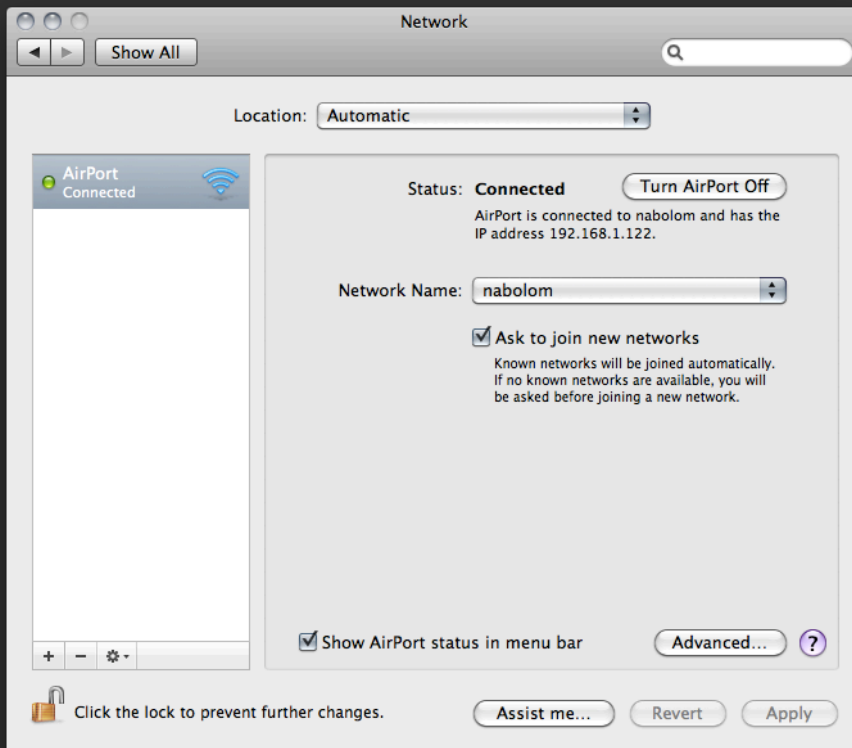 Network
Show All
Location: Automatic
AirPort
Connected
Status: Connected
Turn AirPort Off
AirPort is connected to nabolom and has the
IP address 192.168.1.122.
Network Name: nabolom
Ask to join new networks
Known networks will be joined automatically.
If no known networks are available, you will
be asked before joining a new network.
Show AirPort status in menu bar
Advanced...
?
Click the lock to prevent further changes.
Assist me...
Revert
Apply